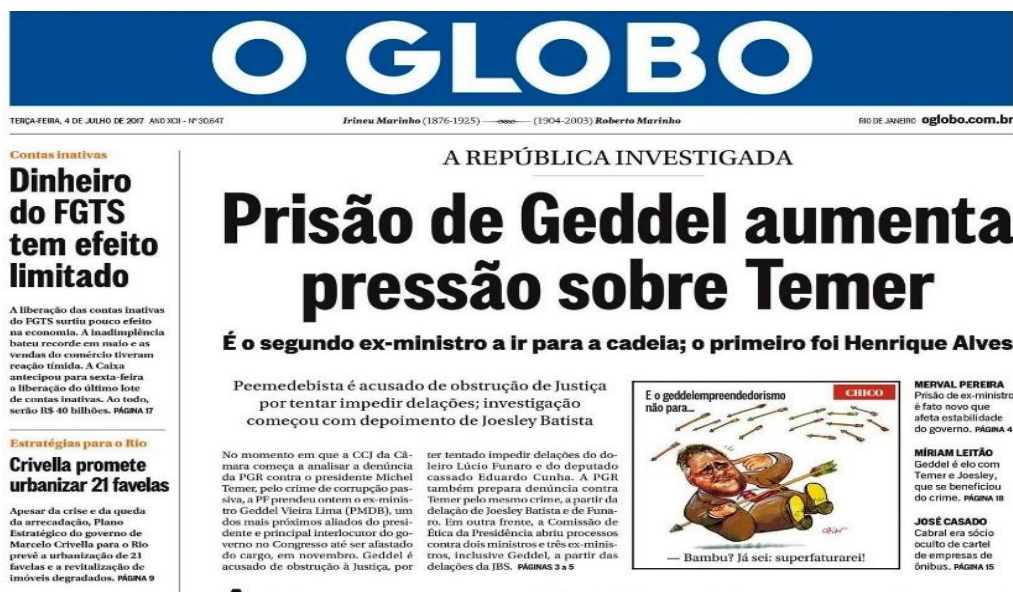 O GLOBO
TERÇA-FEIRA, 4 DE JULHO DE 2017 ANO XCII - Nº 30.647
Irineu Marinho (1876-1925) (1904-2003) Roberto Marinho
RIO DE JANEIRO oglobo.com.br
Contas inativas
Dinheiro
do FGTS
tem efeito
limitado
A liberação das contas inativas
do FGTS surtiu pouco efeito
na economia. A inadimplência
bateu recorde em maio e as
vendas do comércio tiveram
reação tímida. A Caixa
antecipou para sexta-feira
a liberação do último lote
de contas inativas. Ao todo,
serão R$ 40 bilhões. PÁGINA 17
Estratégias para o Rio
Crivella promete
urbanizar 21 favelas
Apesar da crise e da queda
da arrecadação, Plano
Estratégico do governo de
Marcelo Crivella para o Rio
prevê a urbanização de 21
favelas e a revitalização de
imóveis degradados. PÁGINA 9
A REPÚBLICA INVESTIGADA
Prisão de Geddel aumenta
pressão sobre Temer
É o segundo ex-ministro a ir para a cadeia; o primeiro foi Henrique Alves
Peemedebista é acusado de obstrução de Justiça
por tentar impedir delações; investigação
começou com depoimento de Joesley Batista
No momento em que a CCJ da Câ-
mara começa a analisar a denúncia
da PGR contra o presidente Michel
Temer, pelo crime de corrupção pas-
siva, a PF prendeu ontem o ex-minis-
tro Geddel Vieira Lima (PMDB), um
dos mais próximos aliados do presi-
dente e principal interlocutor do go-
verno no Congresso até ser afastado
do cargo, em novembro. Geddel é
acusado de obstrução à Justiça, por
ter tentado impedir delações do do-
leiro Lúcio Funaro e do deputado
cassado Eduardo Cunha. A PGR
também prepara denúncia contra
Temer pelo mesmo crime, a partir da
delação de Joesley Batista e de Funa-
ro. Em outra frente, a Comissão de
Ética da Presidência abriu processos
contra dois ministros e três ex-minis-
tros, inclusive Geddel, a partir das
delações da JBS. PÁGINAS 3 a 5
E o geddelempreendedorismo
não para...
CHICO
— Bambu? Já sei: superfaturarei!
MERVAL PEREIRA
Prisão de ex-ministro
é fato novo que
afeta estabilidade
do governo. PÁGINA 4
MÍRIAM LEITÃO
Geddel é elo com
Temer e Joesley,
que se beneficiou
do crime. PÁGINA 18
JOSÉ CASADO
Cabral era sócio
oculto de cartel
de empresas de
ônibus. PÁGINA 15